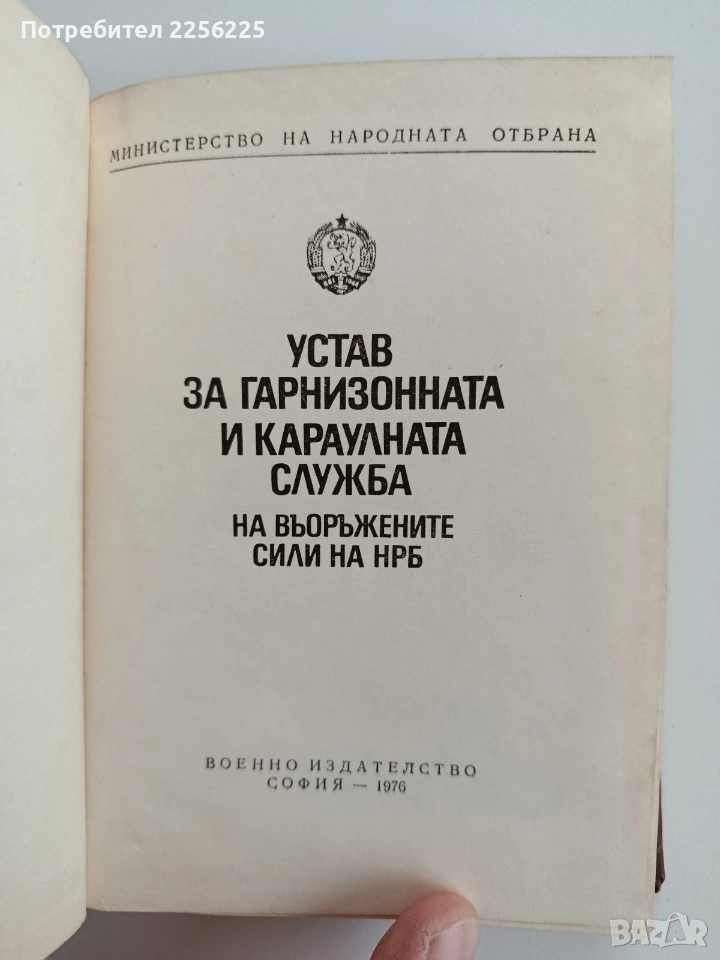 Потребител 2256225
МИНИСТЕРСТВО НА НАРОДНАТА ОТБРАНА
УСТАВ
ЗА ГАРНИЗОННАТА
И КАРАУЛНАТА
СЛУЖБА
НА ВЪОРЪЖЕНИТЕ
СИЛИ НА НРБ
ВОЕННО ИЗДАТЕЛСТВО
СОФИЯ — 1976
BAZAR